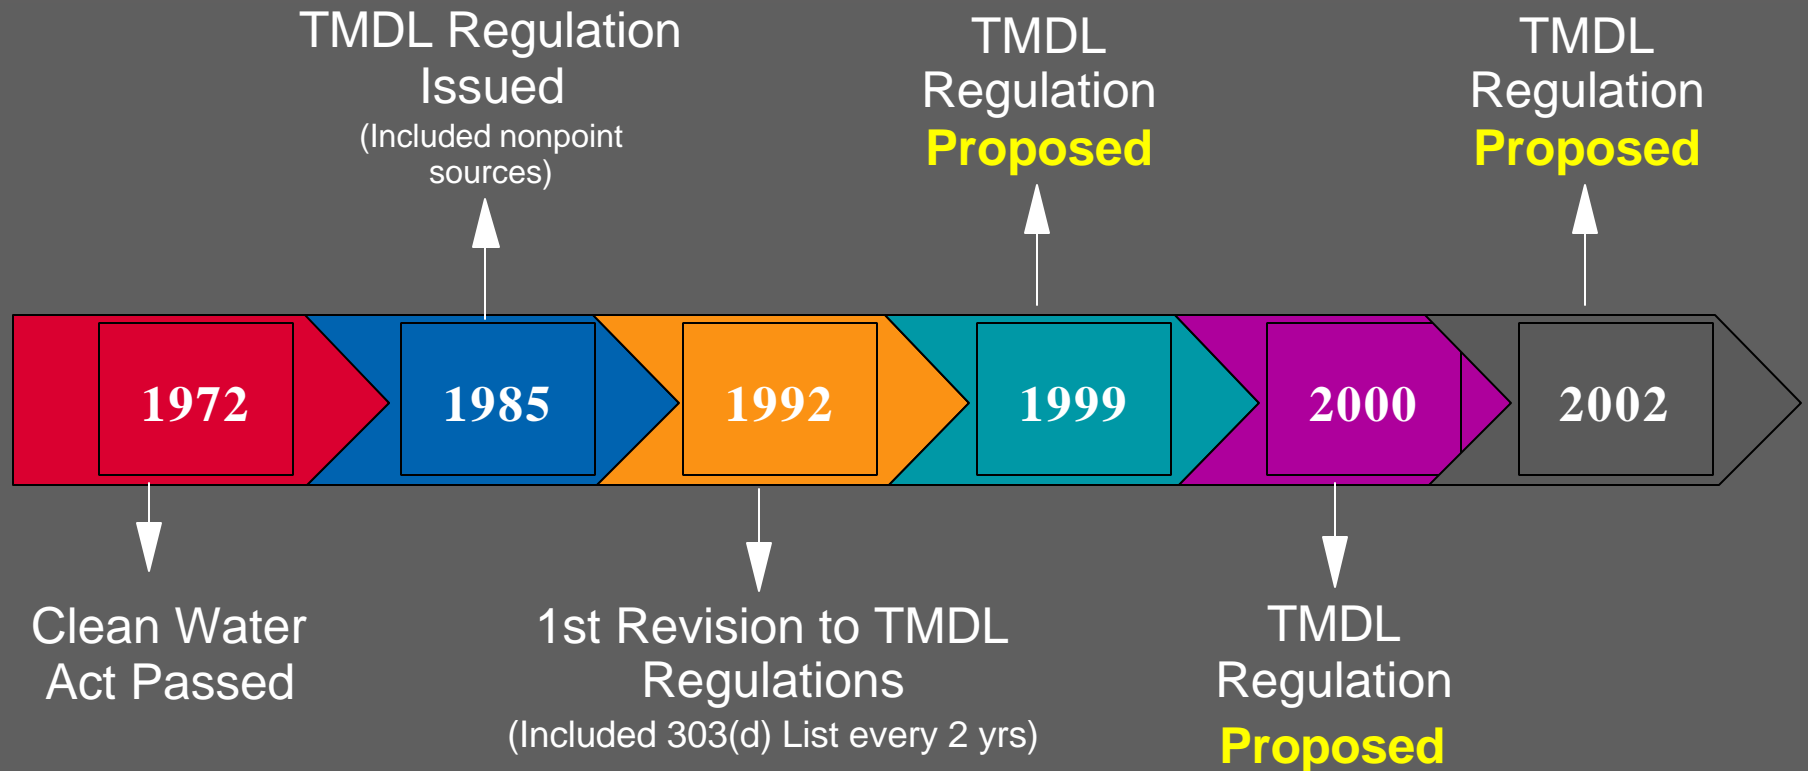 TMDL Regulation
Issued
(Included nonpoint
sources)
TMDL
Regulation
Proposed
TMDL
Regulation
Proposed
1972
1985
1992
1999
2000
2002
Clean Water
Act Passed
1st Revision to TMDL
Regulations
(Included 303(d) List every 2 yrs)
TMDL
Regulation
Proposed